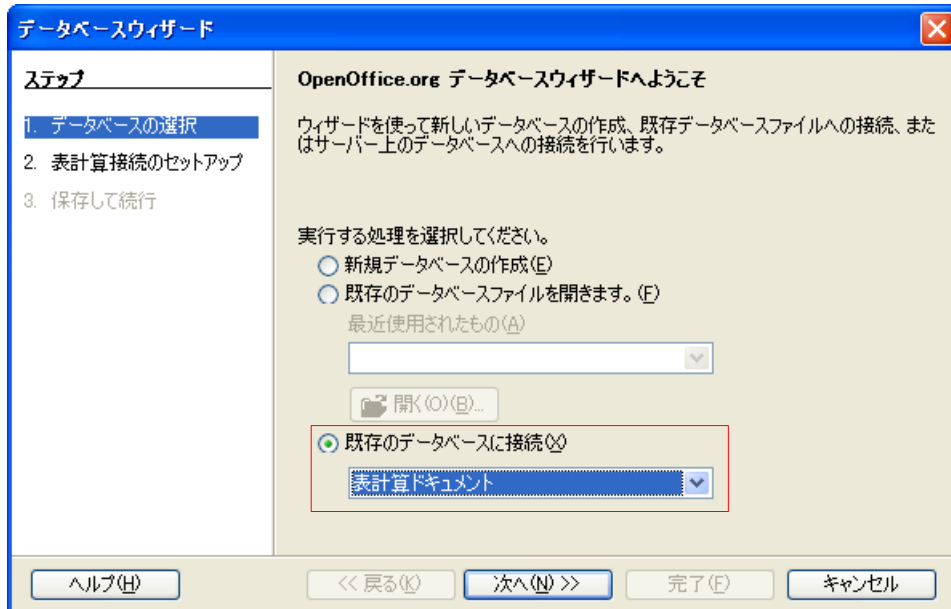 データベースウィザード
ステップ
1. データベースの選択
2. 表計算接続のセットアップ
3. 保存して続行
OpenOffice.org データベースウィザードへようこそ
ウィザードを使って新しいデータベースの作成、既存データベースファイルへの接続、また
はサーバー上のデータベースへの接続を行います。
実行する処理を選択してください。
新規データベースの作成(E)
既存のデータベースファイルを開きます。(F)
最近使用されたもの(A)
開く(O)(B)...
既存のデータベースに接続(X)
表計算ドキュメント
ヘルプ(H)
<< 戻る(K)
次へ(N) >>
完了(F)
キャンセル